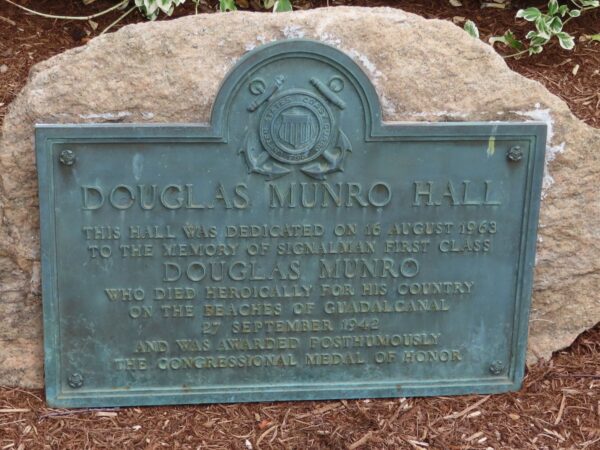 DOUGLAS MUNRO HALL
THIS HALL WAS DEDICATED ON 16 AUGUST 1963
TO THE MEMORY OF SIGNALMAN FIRST CLASS
DOUGLAS MUNRO
WHO DIED HEROICALLY FOR HIS COUNTRY
ON THE BEACHES OF GUADALCANAL
27 SEPTEMBER 1942
AND WAS AWARDED POSTHUMOUSLY
THE CONGRESSIONAL MEDAL OF HONOR